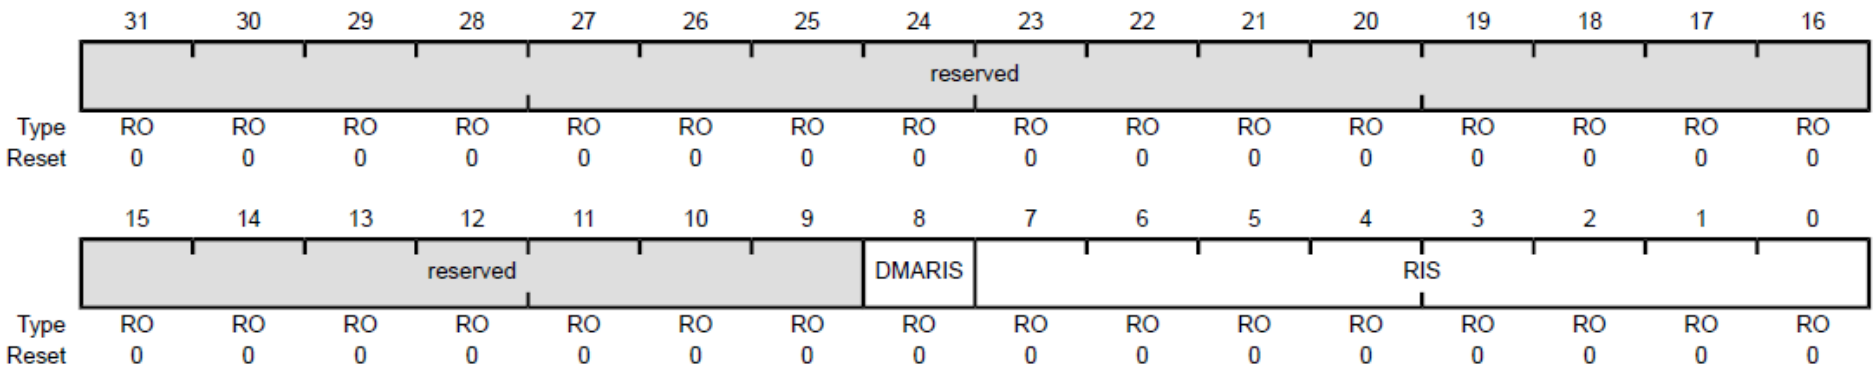 31 30 29 28 27 26 25 24 23 22 21 20 19 18 17 16
reserved
Type RO RO RO RO RO RO RO RO RO RO RO RO RO RO RO RO
Reset 0 0 0 0 0 0 0 0 0 0 0 0 0 0 0 0
15 14 13 12 11 10 9 8 7 6 5 4 3 2 1 0
reserved DMARIS RIS
Type RO RO RO RO RO RO RO RO RO RO RO RO RO RO RO RO
Reset 0 0 0 0 0 0 0 0 0 0 0 0 0 0 0 0